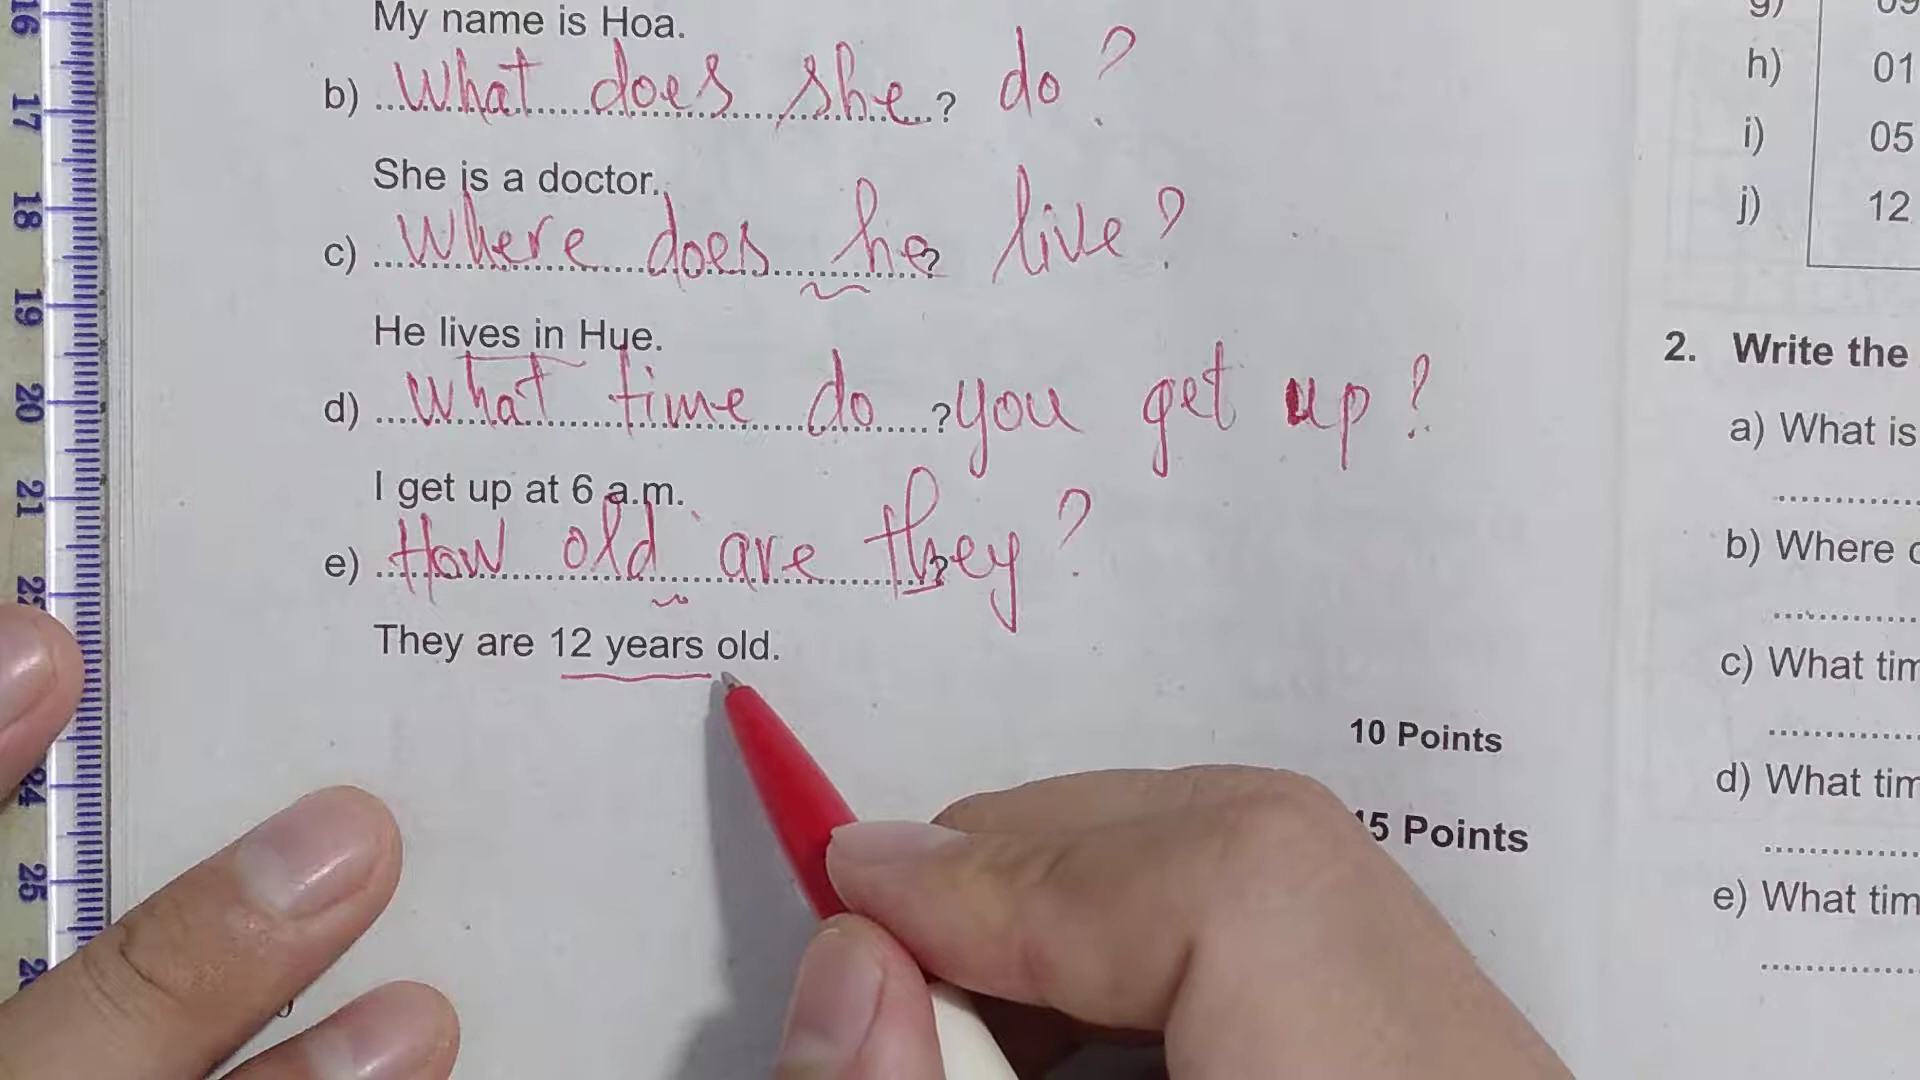 My name is Hoa.
b) What does she ? do ?
She is a doctor.
c) Where does he ? live ?
He lives in Hue.
d) What time do ? you get up ?
I get up at 6 a.m.
e) How old are they ?
They are 12 years old.
10 Points
15 Points
g) 09
h) 01
i) 05
j) 12
2. Write the
a) What is
b) Where
c) What tim
d) What tim
e) What tim
16
17
18
19
20
21
22
24
25